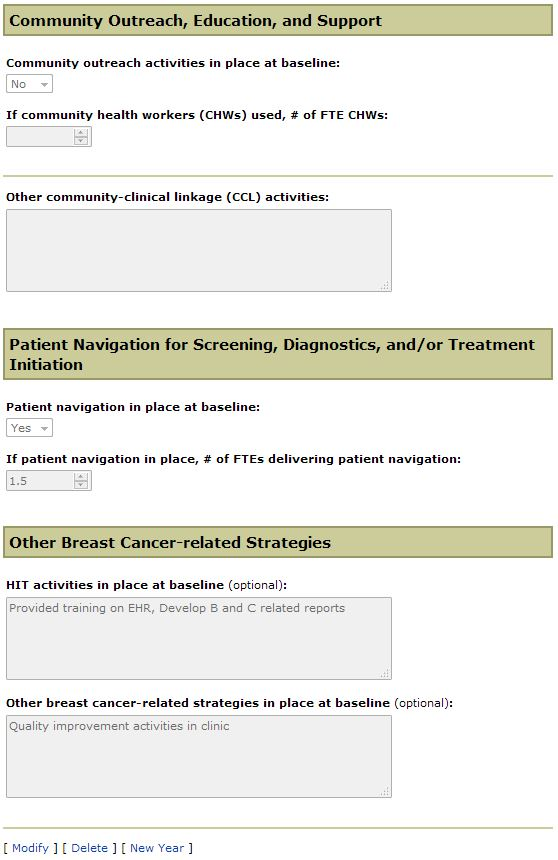 Community Outreach, Education, and Support
Community outreach activities in place at baseline:
No
If community health workers (CHWs) used, # of FTE CHWs:
Other community-clinical linkage (CCL) activities:
Patient Navigation for Screening, Diagnostics, and/or Treatment
Initiation
Patient navigation in place at baseline:
Yes
If patient navigation in place, # of FTEs delivering patient navigation:
1.5
Other Breast Cancer-related Strategies
HIT activities in place at baseline (optional):
Provided training on EHR, Develop B and C related reports
Other breast cancer-related strategies in place at baseline (optional):
Quality improvement activities in clinic
[ Modify ] [ Delete ] [ New Year ]